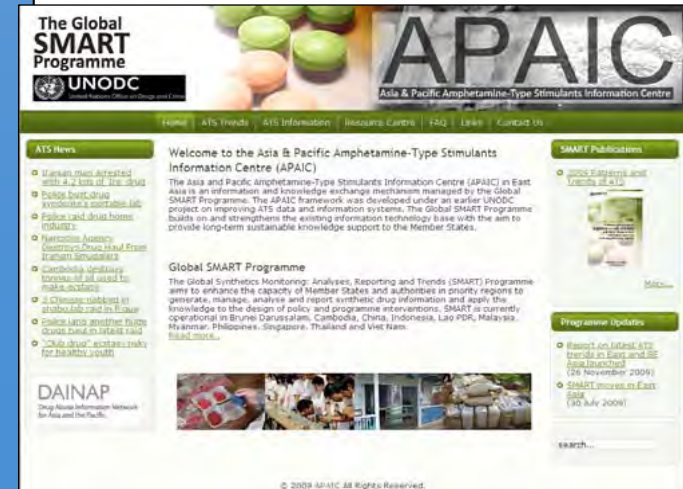 The Global
SMART
Programme
UNODC
United Nations Office on Drugs and Crime
APAIC
Asia & Pacific Amphetamine-Type Stimulants Information Centre
Home | ATS Trends | ATS Information | Resource Centre | FAQ | Links | Contact Us
ATS News
Iranian man arrested
with 4.2 kilos of 'Ice' drug
Police bust drug
syndicate's portable lab
Police raid drug home
industry
Narcotics Agency
Destroys Drug Haul From
Iranian Smugglers
Cambodia destroys
tonnes of oil used to
make ecstasy
3 Chinese nabbed in
shabu lab raid in
Police land another huge
drugs haul in latest raid
"Club drug" ecstasy risky
for healthy youth
DAINAP
Drug Abuse Information Network
for Asia and the Pacific
Welcome to the Asia & Pacific Amphetamine-Type Stimulants
Information Centre (APAIC)
The Asia and Pacific Amphetamine-Type Stimulants Information Centre (APAIC) in East
Asia is an information and knowledge exchange mechanism managed by the Global
SMART Programme. The APAIC framework was developed under an earlier UNODC
project on improving ATS data and information systems. The Global SMART Programme
builds on and strengthens the existing information technology base with the aim to
provide long-term sustainable knowledge support to the Member States.
Global SMART Programme
The Global Synthetics Monitoring: Analyses, Reporting and Trends (SMART) Programme
aims to enhance the capacity of Member States and authorities in priority regions to
generate, manage, analyse and report synthetic drug information and apply this
knowledge to the design of policy and programme interventions. SMART is currently
operational in Brunei Darussalam, Cambodia, China, Indonesia, Lao PDR, Malaysia,
Myanmar, Philippines, Singapore, Thailand and Viet Nam.
Read more...
SMART Publications
2009 Patterns and
Trends of ATS
More...
Programme Updates
Report on latest ATS
trends in East and SE
Asia launched
(26 November 2009)
SMART moves in East
Asia
(30 July 2009)
search...
© 2009 APAIC All Rights Reserved.